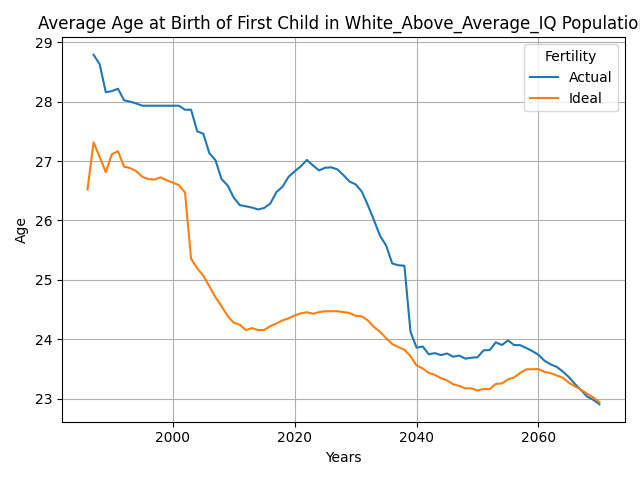 Average Age at Birth of First Child in White_Above_Average_IQ Population
Fertility
Actual
Ideal
29
28
27
26
25
24
23
Age
2000
2020
2040
2060
Years